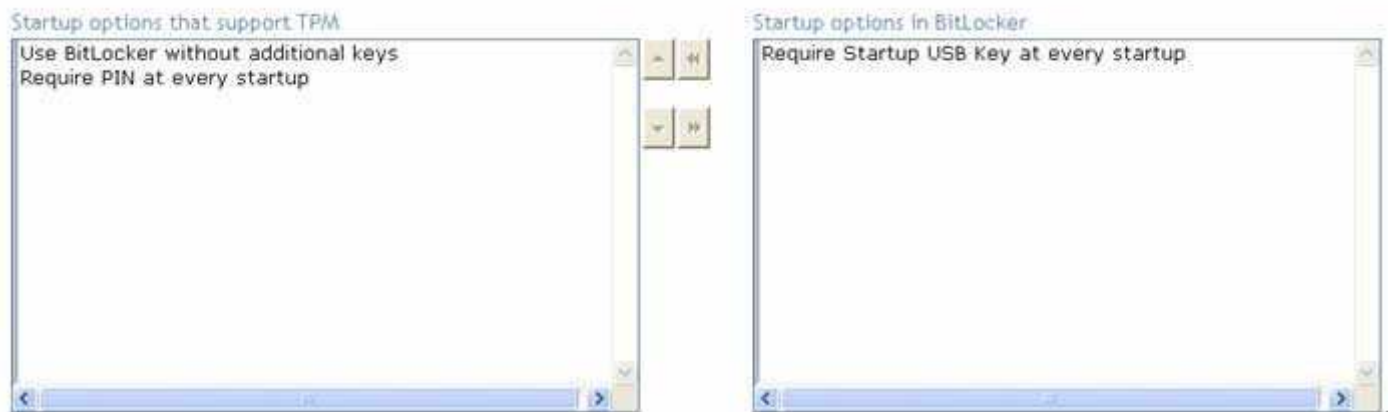 Startup options that support TPM
Use BitLocker without additional keys
Require PIN at every startup
Startup options in BitLocker
Require Startup USB Key at every startup